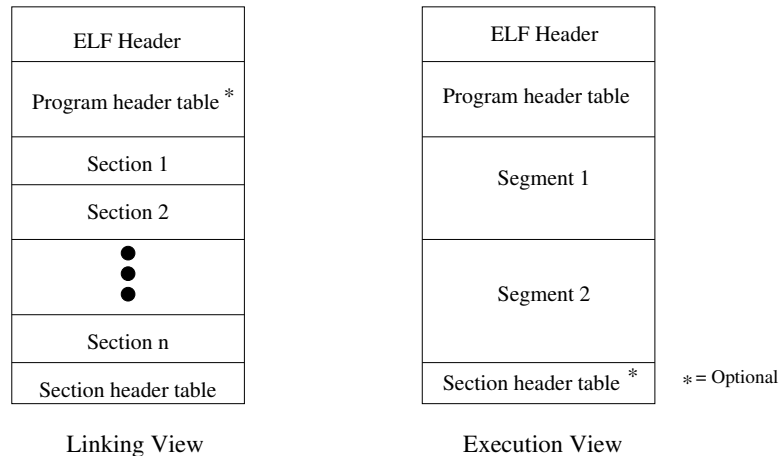 ELF Header
Program header table *
Section 1
Section 2
Section n
Section header table
Linking View
ELF Header
Program header table
Segment 1
Segment 2
Section header table *
Execution View
* = Optional